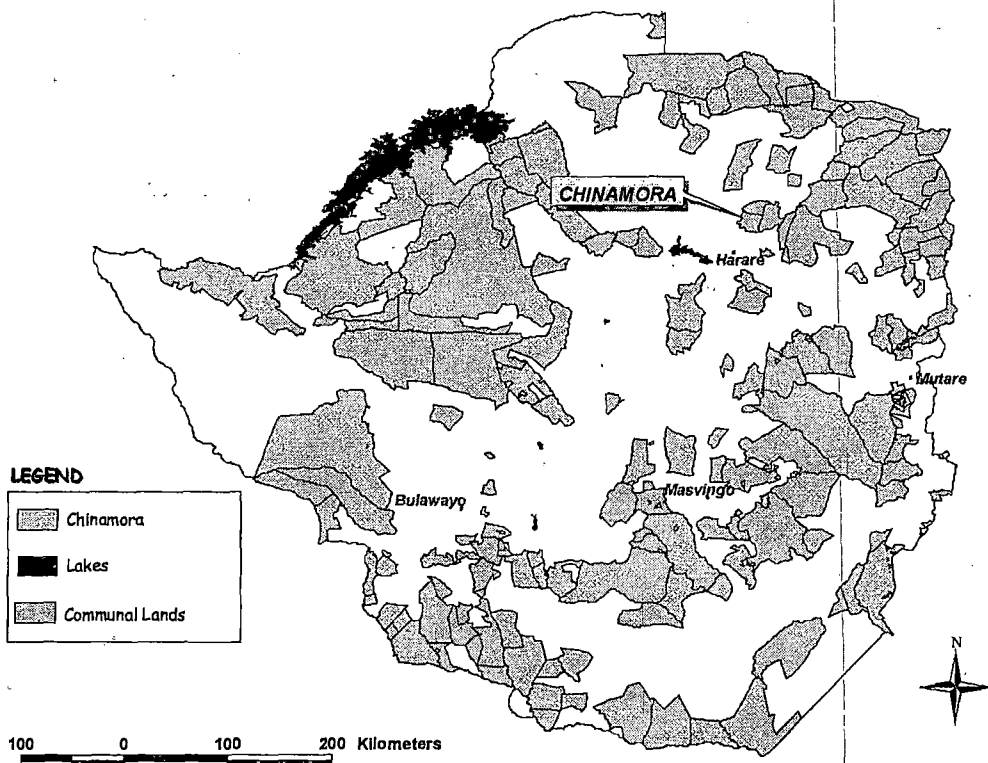 CHINAMORA
Harare
Mutare
LEGEND
Chinamora
Lakes
Communal Lands
Bulawayo
Masvingo
N
100 0 100 200 Kilometers